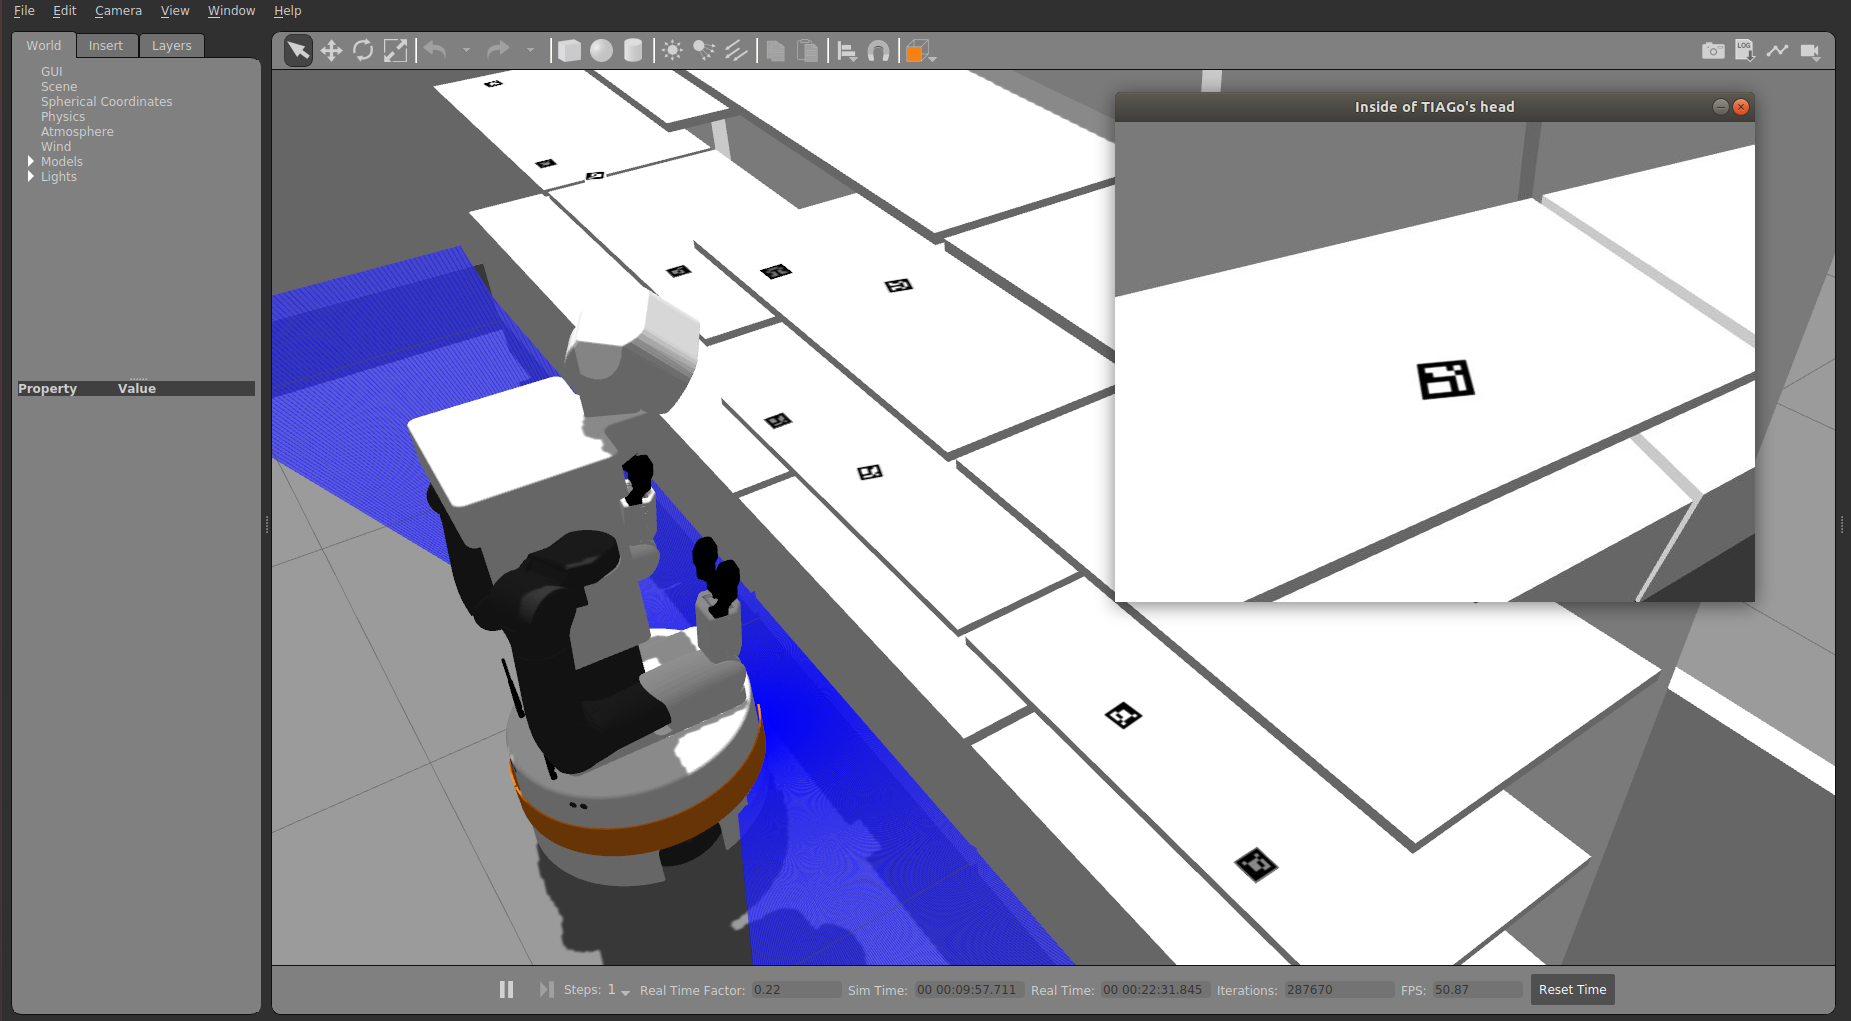 File Edit Camera View Window Help
World Insert Layers
GUI
Scene
Spherical Coordinates
Physics
Atmosphere
Wind
Models
Lights
Property Value
LOG
Inside of TIAGo's head
Steps: 1 Real Time Factor: 0.22 Sim Time: 00 00:09:57.711 Real Time: 00 00:22:31.845 Iterations: 287670 FPS: 50.87 Reset Time